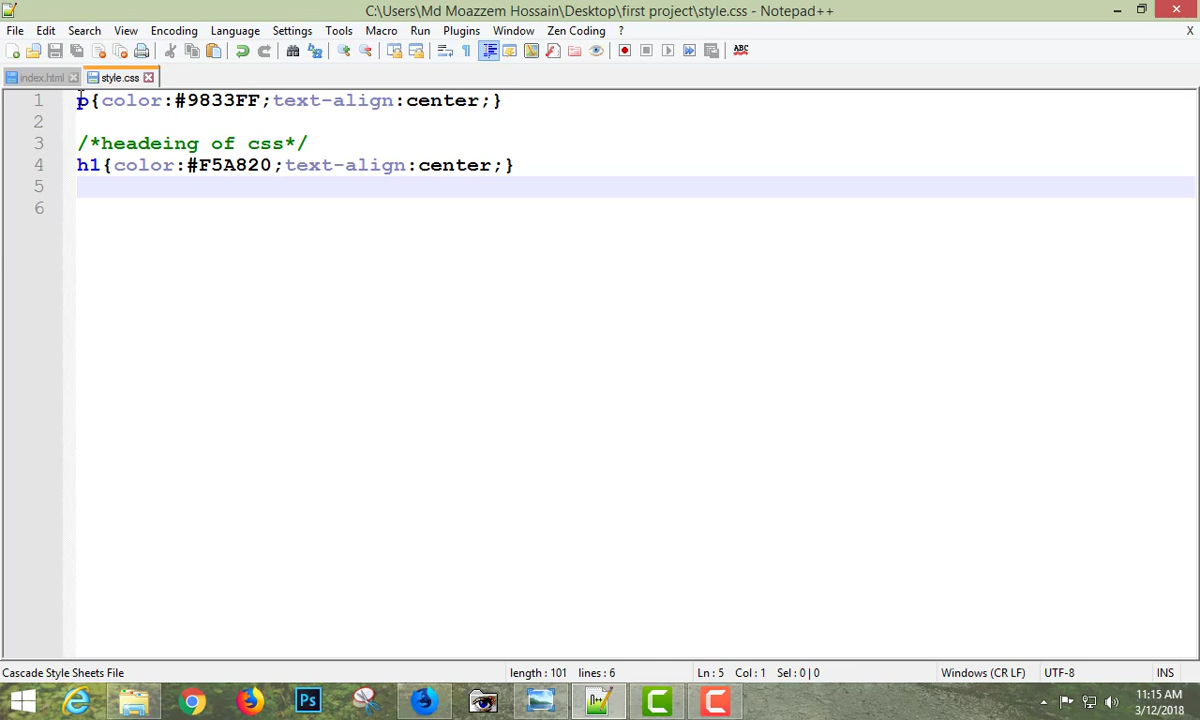 C:\Users\Md Moazzem Hossain\Desktop\first project\style.css - Notepad++
File Edit Search View Encoding Language Settings Tools Macro Run Plugins Window Zen Coding ? X
index.html style.css
1 p{color:#9833FF;text-align:center;}
2
3 /*headeing of css*/
4 h1{color:#F5A820;text-align:center;}
5
6
Cascade Style Sheets File length : 101 lines : 6 Ln : 5 Col : 1 Sel : 0 | 0 Windows (CR LF) UTF-8 INS
11:15 AM
3/12/2018